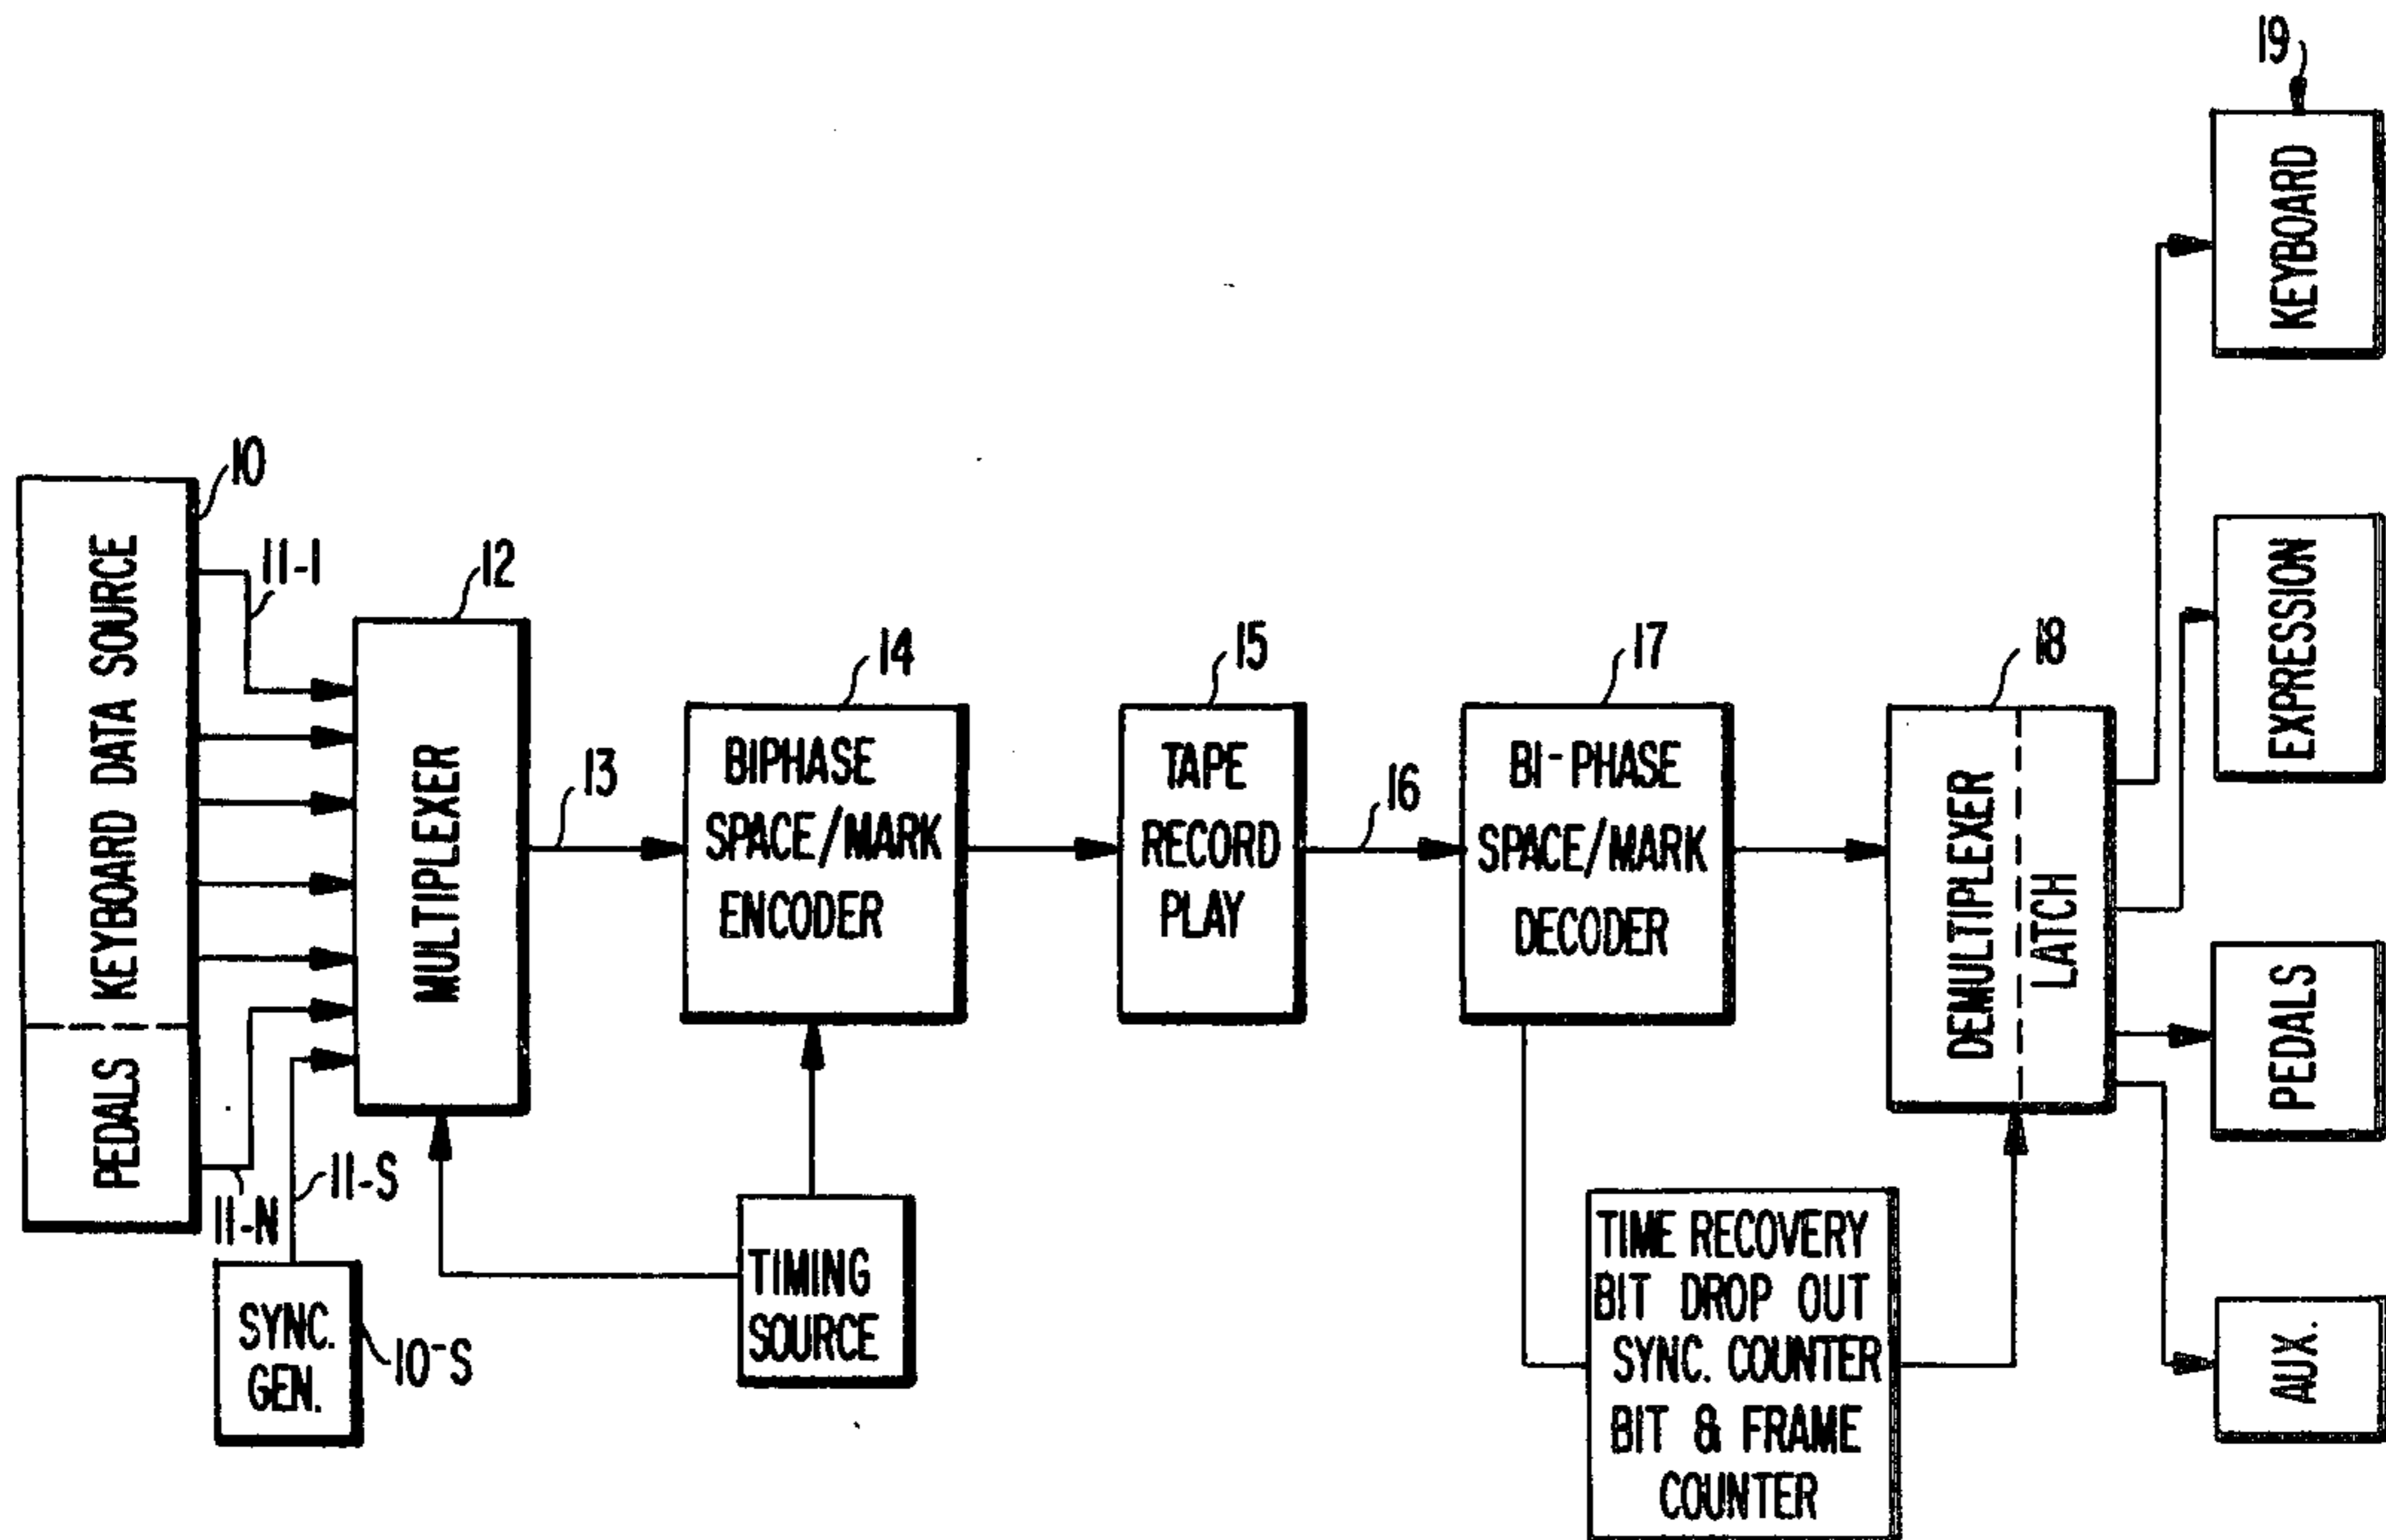 10
KEYBOARD DATA SOURCE
PEDALS
11-1
11-N
11-S
SYNC.
GEN.
10-S
12
MULTIPLEXER
13
14
BIPHASE
SPACE/MARK
ENCODER
TIMING
SOURCE
15
TAPE
RECORD
PLAY
16
17
BI-PHASE
SPACE/MARK
DECODER
TIME RECOVERY
BIT DROP OUT
SYNC. COUNTER
BIT & FRAME
COUNTER
18
DEMULTIPLEXER
LATCH
19
KEYBOARD
EXPRESSION
PEDALS
AUX.